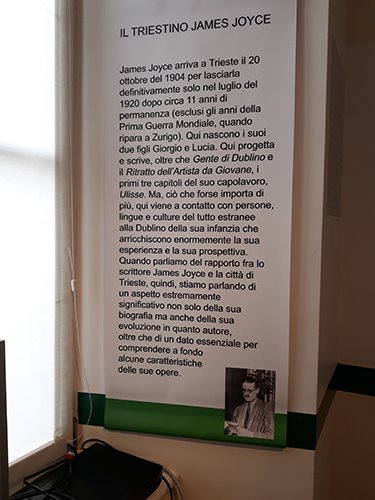 IL TRIESTINO JAMES JOYCE
James Joyce arriva a Trieste il 20
ottobre del 1904 per lasciarla
definitivamente solo nel luglio del
1920 dopo circa 11 anni di
permanenza (esclusi gli anni della
Prima Guerra Mondiale, quando
ripara a Zurigo). Qui nascono i suoi
due figli Giorgio e Lucia. Qui progetta
e scrive, oltre che Gente di Dublino e
il Ritratto dell'Artista da Giovane, i
primi tre capitoli del suo capolavoro,
Ulisse. Ma, ciò che forse importa di
più, qui viene a contatto con persone,
lingue e culture del tutto estranee
alla Dublino della sua infanzia che
arricchiscono enormemente la sua
esperienza e la sua prospettiva.
Quando parliamo del rapporto fra lo
scrittore James Joyce e la città di
Trieste, quindi, stiamo parlando di
un aspetto estremamente
significativo non solo della sua
biografia ma anche della sua
evoluzione in quanto autore,
oltre che di un dato essenziale per
comprendere a fondo
alcune caratteristiche
delle sue opere.